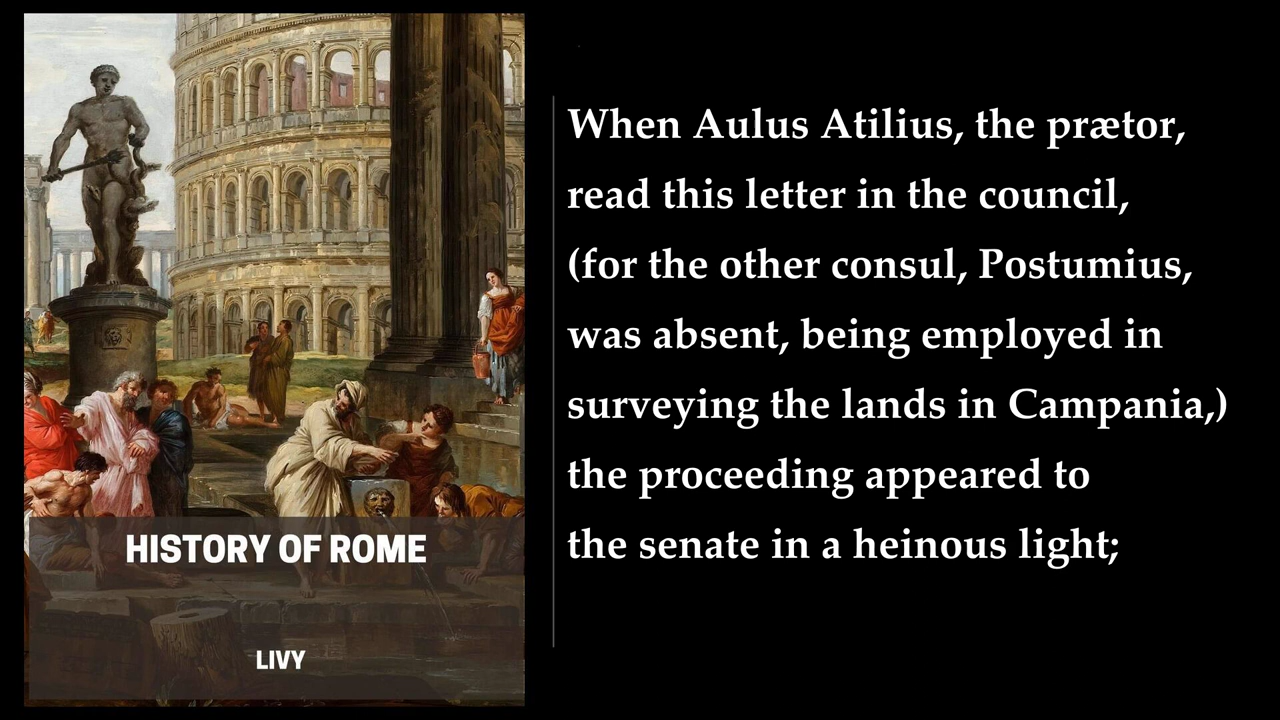 HISTORY OF ROME
LIVY
When Aulus Atilius, the prætor,
read this letter in the council,
(for the other consul, Postumius,
was absent, being employed in
surveying the lands in Campania,)
the proceeding appeared to
the senate in a heinous light;